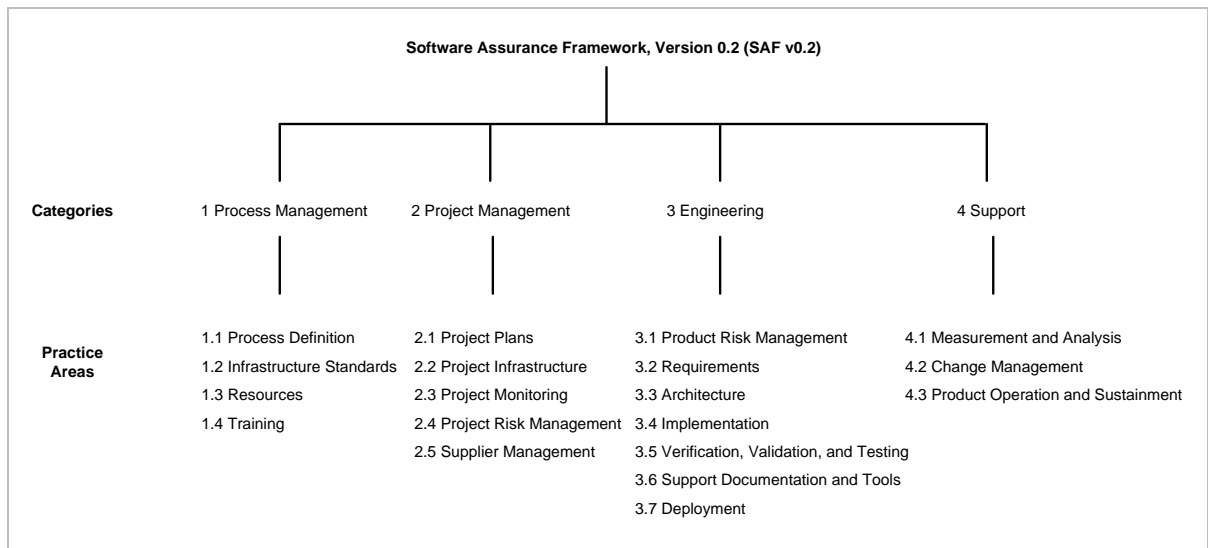 Software Assurance Framework, Version 0.2 (SAF v0.2)
Categories
1 Process Management
2 Project Management
3 Engineering
4 Support
Practice
Areas
1.1 Process Definition
1.2 Infrastructure Standards
1.3 Resources
1.4 Training
2.1 Project Plans
2.2 Project Infrastructure
2.3 Project Monitoring
2.4 Project Risk Management
2.5 Supplier Management
3.1 Product Risk Management
3.2 Requirements
3.3 Architecture
3.4 Implementation
3.5 Verification, Validation, and Testing
3.6 Support Documentation and Tools
3.7 Deployment
4.1 Measurement and Analysis
4.2 Change Management
4.3 Product Operation and Sustainment